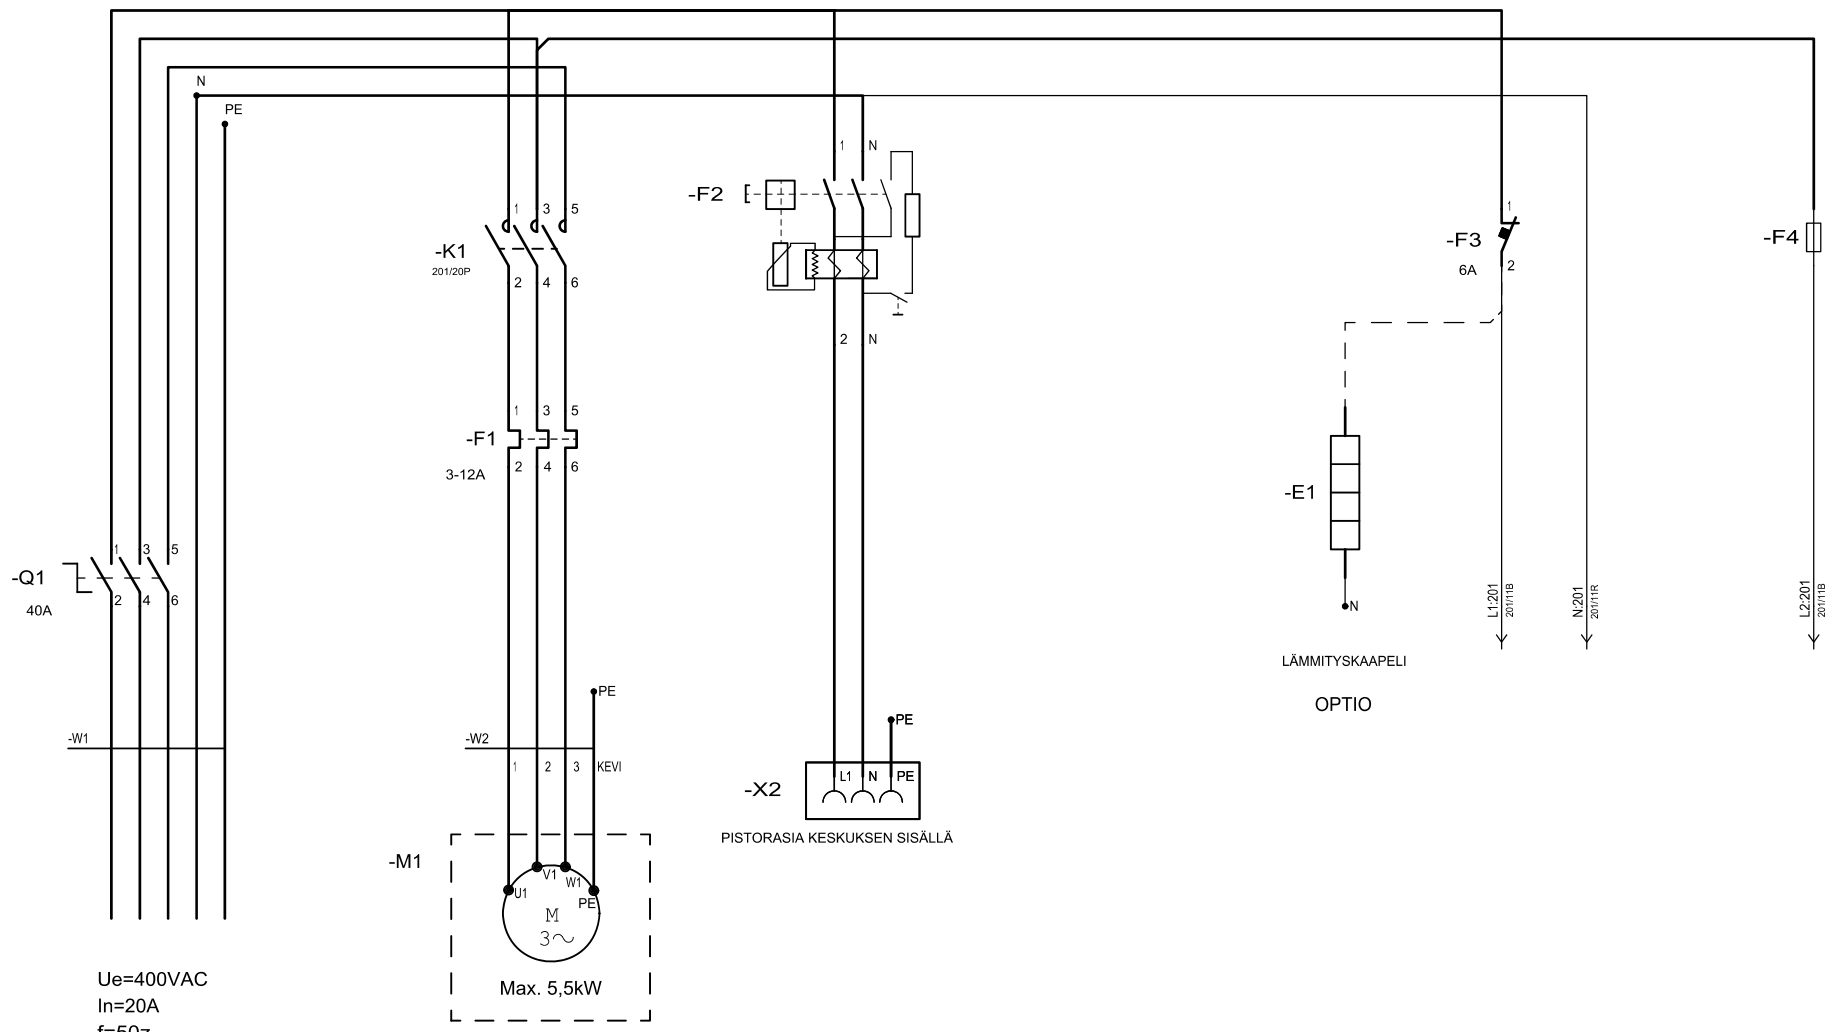 N
PE
1
N
-F2
1
3
5
-K1
201/20P
2
4
6
1
-F3
6A
2
-F4
2
N
1
3
5
-F1
3-12A
2
4
6
-E1
N
1
3
5
-Q1
40A
2
4
6
L1:201
201/11B
N:201
201/11R
L2:201
201/11B
LÄMMITYSKAAPELI
OPTIO
PE
PE
-W1
-W2
1
2
3
KEVI
-X2
L1
N
PE
PISTORASIA KESKUKSEN SISÄLLÄ
-M1
U1
V1
W1
PE
M
3~
Max. 5,5kW
Ue=400VAC
In=20A
f=50z